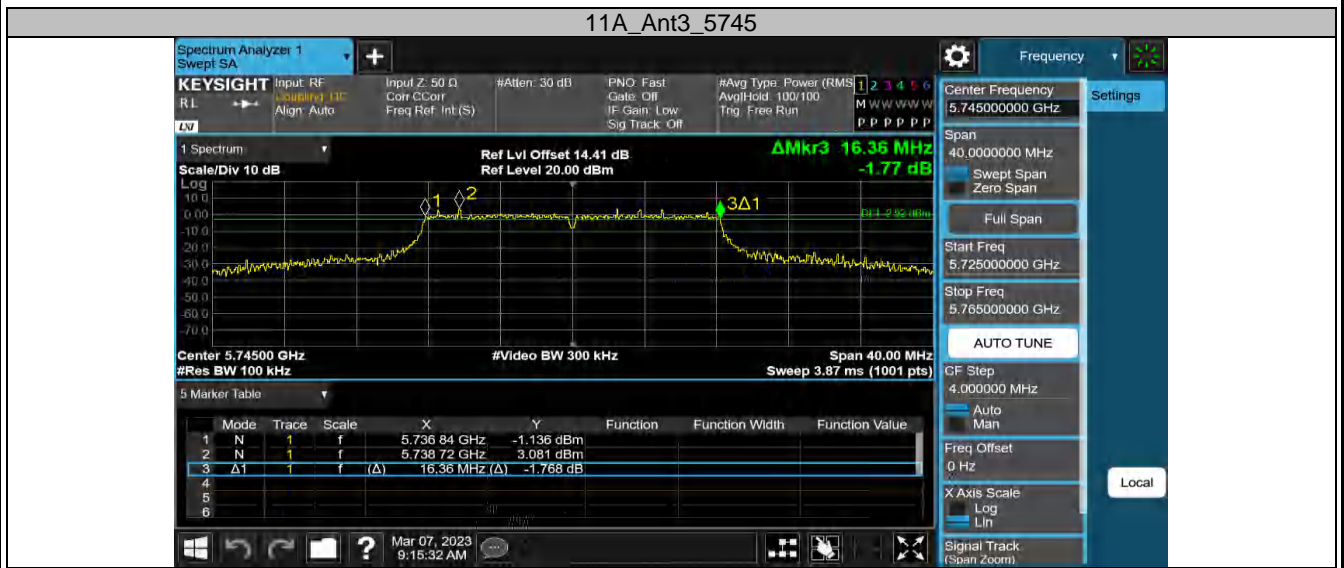 11A_Ant3_5745
Spectrum Analyzer 1
Swept SA
+
Frequency
KEYSIGHT
RL
LXI
Input: RF
Coupling: DC
Align: Auto
Input Z: 50 Ω
Corr CCorr
Freq Ref: Int (S)
#Atten: 30 dB
PNO: Fast
Gate: Off
IF Gain: Low
Sig Track: Off
#Avg Type: Power (RMS
Avg|Hold: 100/100
Trig: Free Run
1 2 3 4 5 6
M W W W W W
P P P P P P
Center Frequency
5.745000000 GHz
Settings
Span
40.0000000 MHz
Swept Span
Zero Span
Full Span
Start Freq
5.725000000 GHz
Stop Freq
5.765000000 GHz
AUTO TUNE
CF Step
4.000000 MHz
Auto
Man
Freq Offset
0 Hz
X Axis Scale
Log
Lin
Signal Track
(Span Zoom)
Local
1 Spectrum
Scale/Div 10 dB
Ref Lvl Offset 14.41 dB
Ref Level 20.00 dBm
ΔMkr3 16.36 MHz
-1.77 dB
Log
10.0
0.00
-10.0
-20.0
-30.0
-40.0
-50.0
-60.0
-70.0
1
2
3Δ1
DL1 -2.92 dBm
Center 5.74500 GHz
#Res BW 100 kHz
#Video BW 300 kHz
Span 40.00 MHz
Sweep 3.87 ms (1001 pts)
5 Marker Table
Mode Trace Scale X Y Function Function Width Function Value
1 N 1 f 5.736 84 GHz -1.136 dBm
2 N 1 f 5.738 72 GHz 3.081 dBm
3 Δ1 1 f (Δ) 16.36 MHz (Δ) -1.768 dB
4
5
6
?
Mar 07, 2023
9:15:32 AM